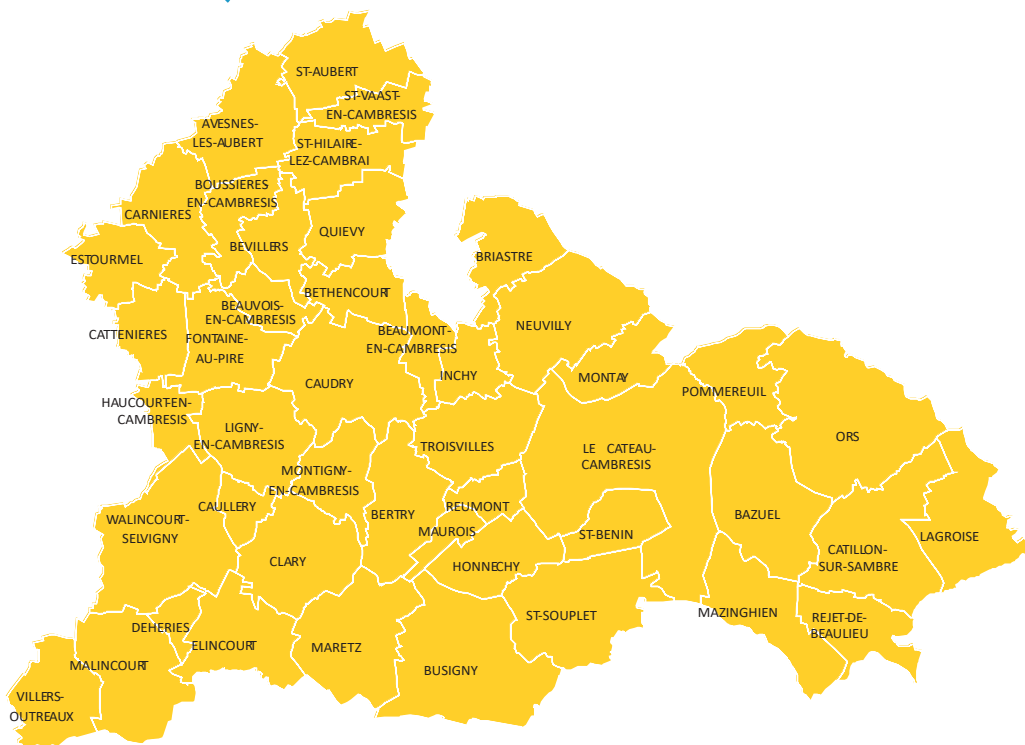 ST-AUBERT
ST-VAAST-
EN-CAMBRESIS
AVESNES-
LES-AUBERT
ST-HILAIRE-
LEZ-CAMBRAI
BOUSSIERES
EN-CAMBRESIS
CARNIERES
QUIEVY
BEVILLERS
BRIASTRE
ESTOURMEL
BETHENCOURT
BEAUVOIS-
EN-CAMBRESIS
NEUVILLY
CATTENIERES
FONTAINE-
AU-PIRE
BEAUMONT-
EN-CAMBRESIS
INCHY
MONTAY
CAUDRY
POMMEREUIL
HAUCOURT-EN-
CAMBRESIS
LIGNY-
EN-CAMBRESIS
TROISVILLES
LE CATEAU-
CAMBRESIS
ORS
MONTIGNY-
EN-CAMBRESIS
CAULLERY
REUMONT
WALINCOURT-
SELVIGNY
BERTRY
MAUROIS
ST-BENIN
BAZUEL
LAGROISE
CLARY
HONNECHY
CATILLON-
SUR-SAMBRE
ST-SOUPLET
MAZINGHIEN
REJET-DE-
BEAULIEU
DEHERIES
ELINCOURT
MARETZ
MALINCOURT
BUSIGNY
VILLERS-
OUTREAUX